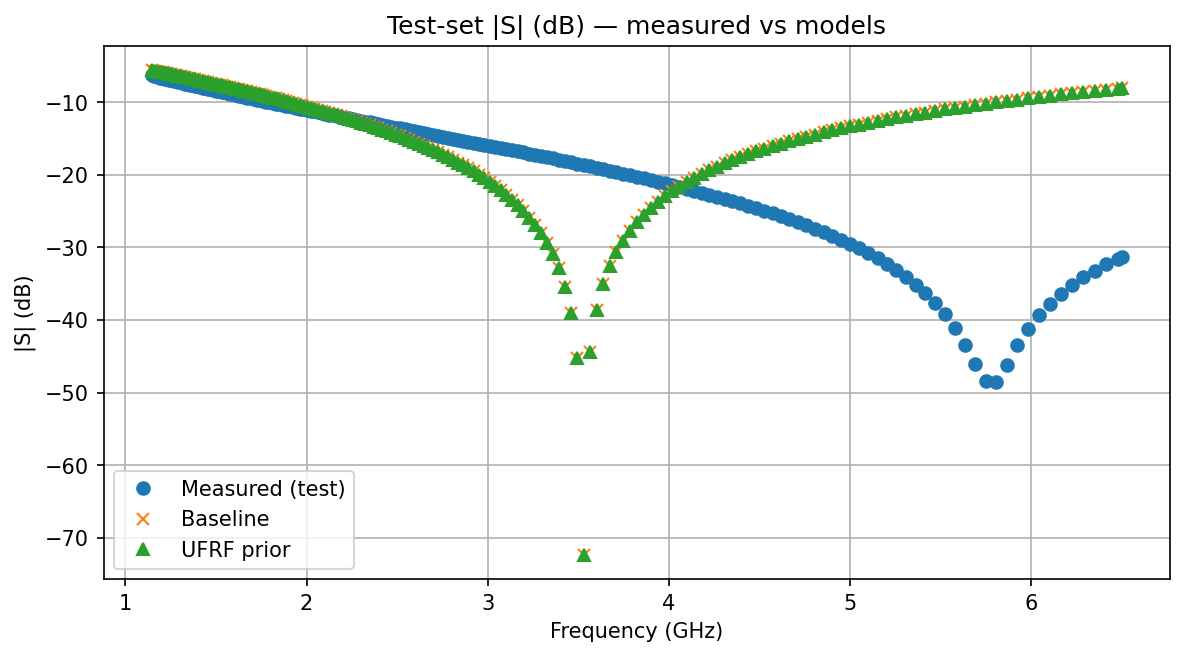 Test-set |S| (dB) — measured vs models
−10
−20
−30
−40
−50
−60
−70
|S| (dB)
Measured (test)
Baseline
UFRF prior
1 2 3 4 5 6
Frequency (GHz)